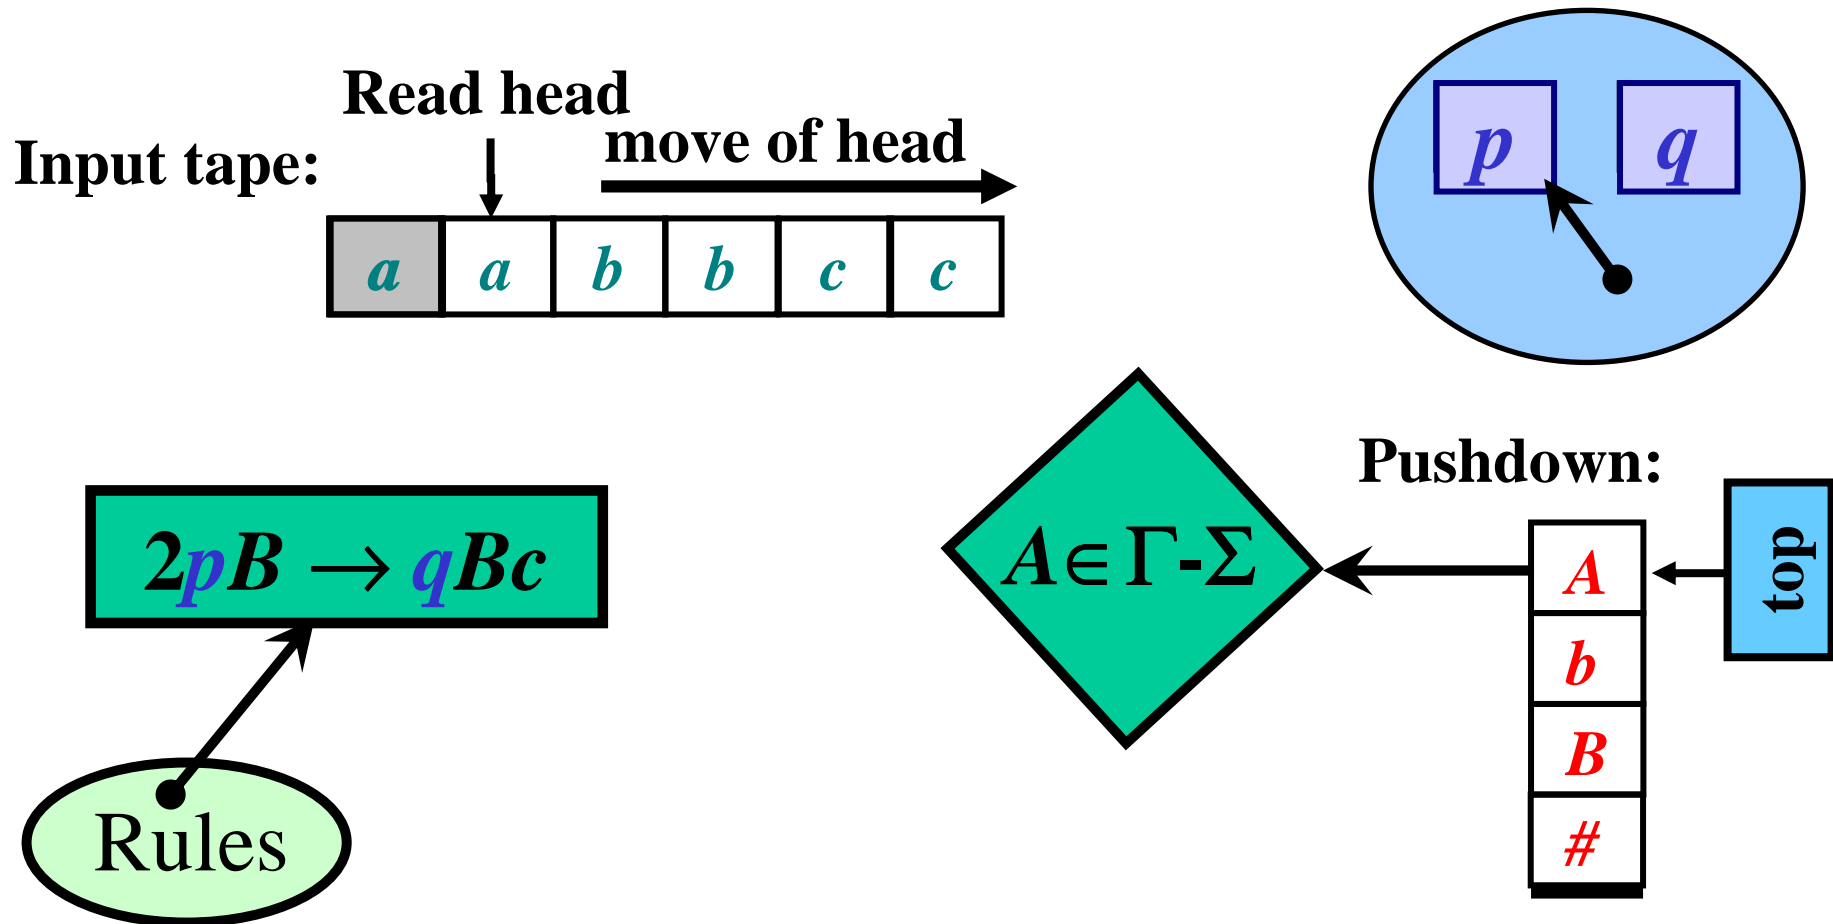 Read head
move of head
Input tape:
a a b b c c
p q
2pB → qBc
A∈Γ-Σ
Pushdown:
top
A
b
B
#
Rules